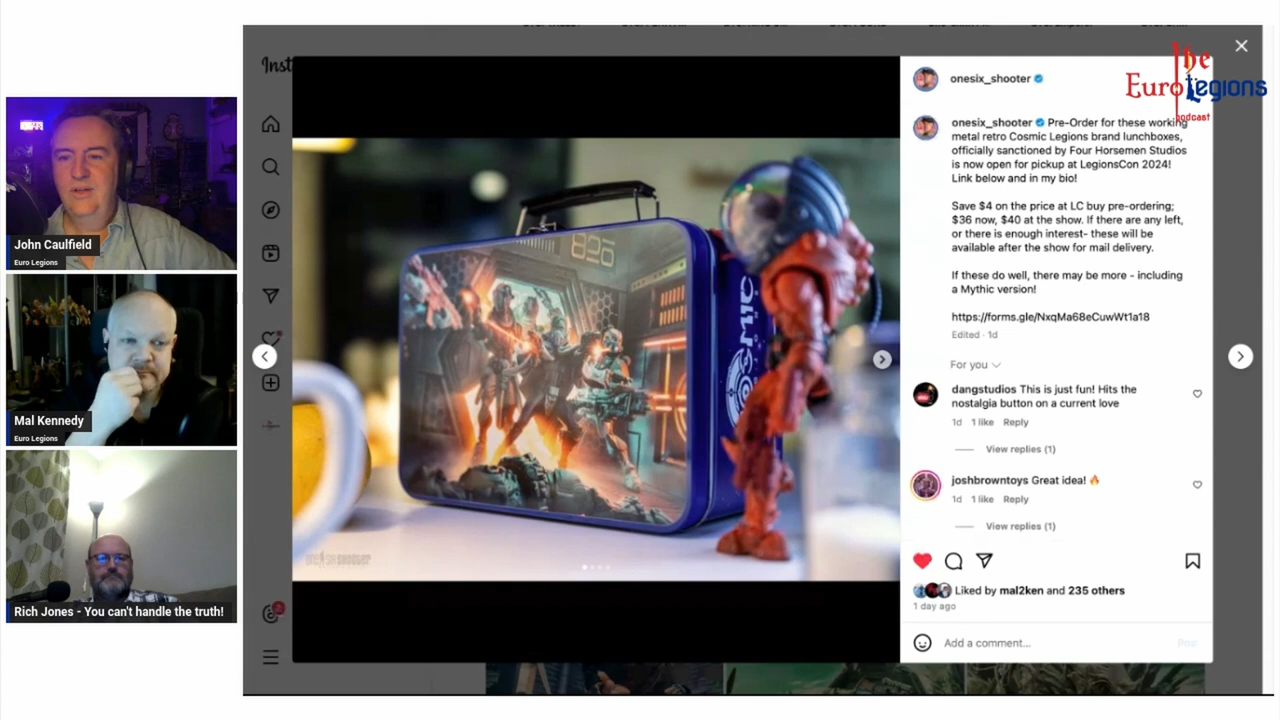 The
Euro Legions
podcast
Inst
onesix_shooter
onesix_shooter Pre-Order for these working
metal retro Cosmic Legions brand lunchboxes,
officially sanctioned by Four Horsemen Studios
is now open for pickup at LegionsCon 2024!
Link below and in my bio!
Save $4 on the price at LC buy pre-ordering;
$36 now, $40 at the show. If there are any left,
or there is enough interest- these will be
available after the show for mail delivery.
If these do well, there may be more - including
a Mythic version!
https://forms.gle/NxqMa68eCuwWt1a18
Edited · 1d
For you
dangstudios This is just fun! Hits the
nostalgia button on a current love
1d 1 like Reply
View replies (1)
joshbrowntoys Great idea! 🔥
1d 1 like Reply
View replies (1)
Liked by mal2ken and 235 others
1 day ago
Add a comment...
Post
John Caulfield
Euro Legions
Mal Kennedy
Euro Legions
Rich Jones - You can't handle the truth!